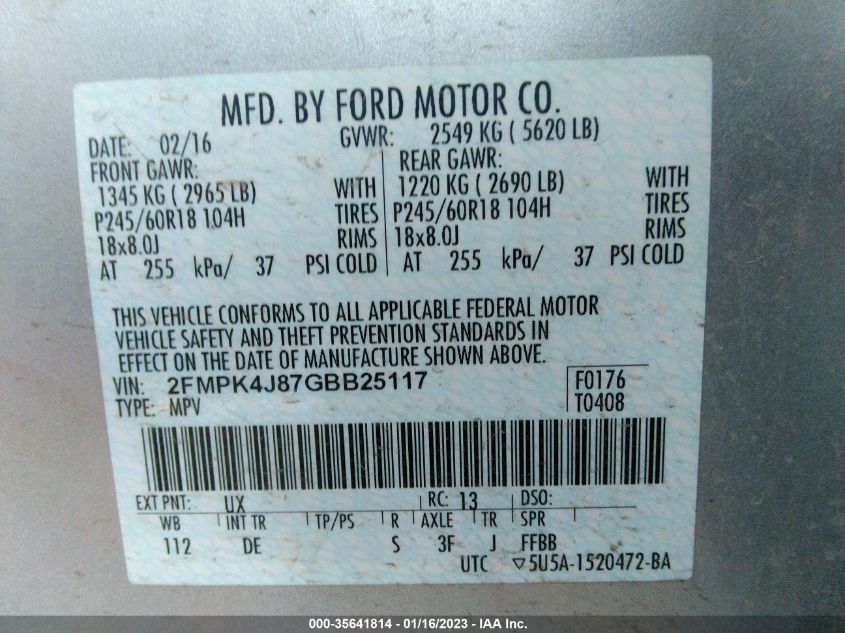 MFD. BY FORD MOTOR CO.
DATE: 02/16 GVWR: 2549 KG ( 5620 LB)
FRONT GAWR: REAR GAWR:
1345 KG ( 2965 LB) WITH 1220 KG ( 2690 LB) WITH
P245/60R18 104H TIRES P245/60R18 104H TIRES
18x8.0J RIMS 18x8.0J RIMS
AT 255 kPa/ 37 PSI COLD AT 255 kPa/ 37 PSI COLD
THIS VEHICLE CONFORMS TO ALL APPLICABLE FEDERAL MOTOR
VEHICLE SAFETY AND THEFT PREVENTION STANDARDS IN
EFFECT ON THE DATE OF MANUFACTURE SHOWN ABOVE.
VIN: 2FMPK4J87GBB25117 F0176
TYPE: MPV T0408
EXT PNT: UX RC: 13 DSO:
WB INT TR TP/PS R AXLE TR SPR
112 DE S 3F J FFBB
UTC ▽5U5A-1520472-BA
000-35641814 / 01/16/2023 - IAA Inc.